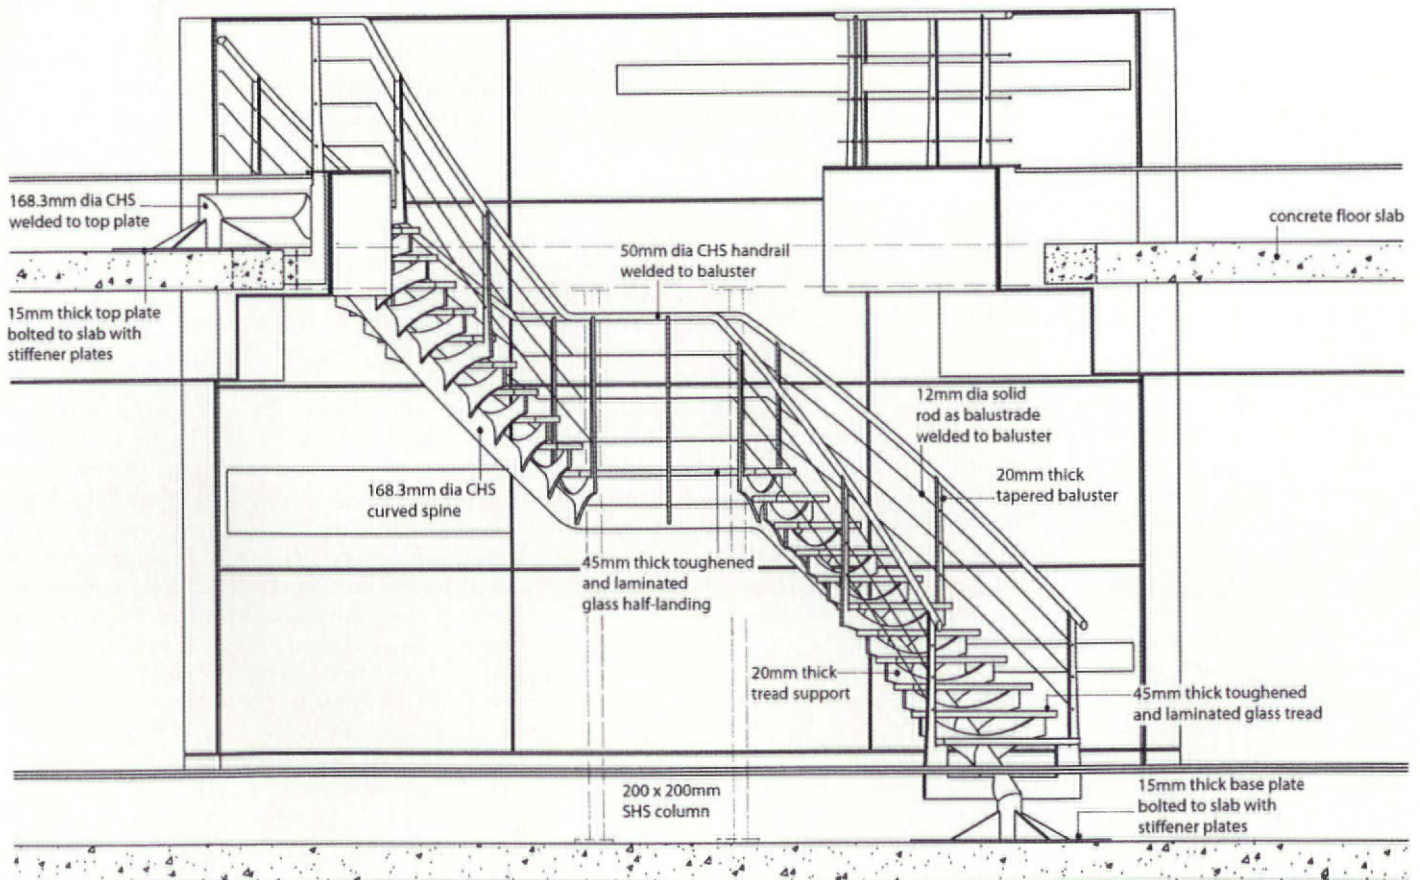 168.3mm dia CHS
welded to top plate
15mm thick top plate
bolted to slab with
stiffener plates
50mm dia CHS handrail
welded to baluster
concrete floor slab
12mm dia solid
rod as balustrade
welded to baluster
20mm thick
tapered baluster
168.3mm dia CHS
curved spine
45mm thick toughened
and laminated
glass half-landing
20mm thick
tread support
45mm thick toughened
and laminated glass tread
200 x 200mm
SHS column
15mm thick base plate
bolted to slab with
stiffener plates